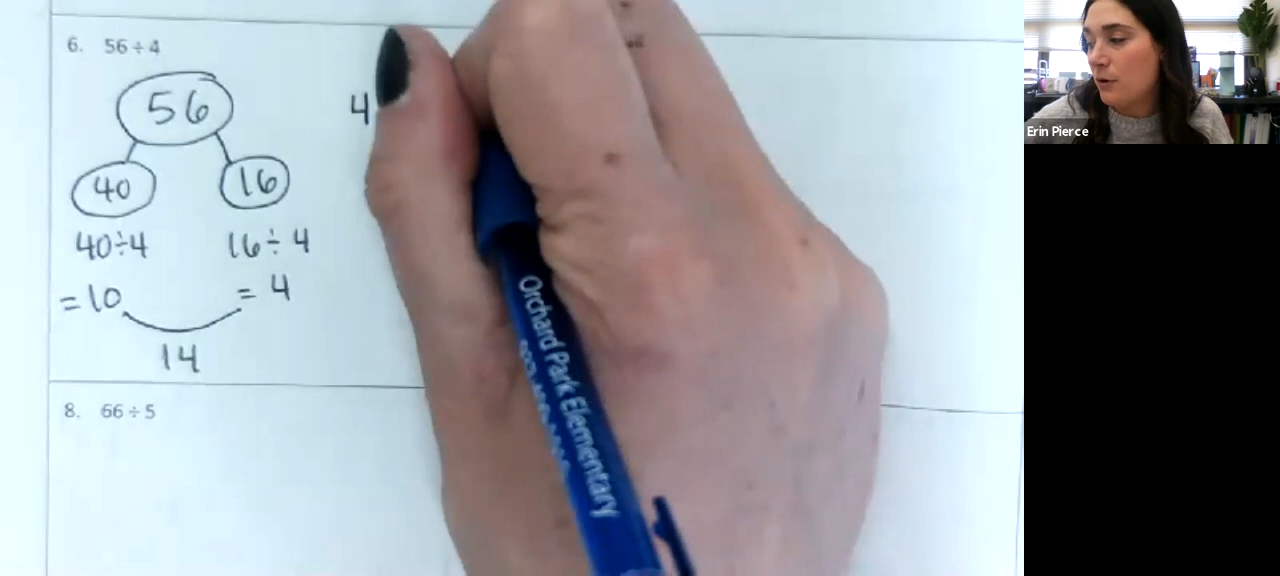 6. 56 ÷ 4
56
4
40 16
40÷4 16÷4
=10 = 4
14
8. 66 ÷ 5
Orchard Park Elementary
Erin Pierce